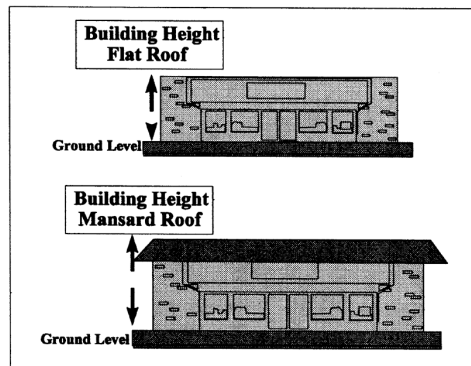 Building Height
Flat Roof
Ground Level
Building Height
Mansard Roof
Ground Level